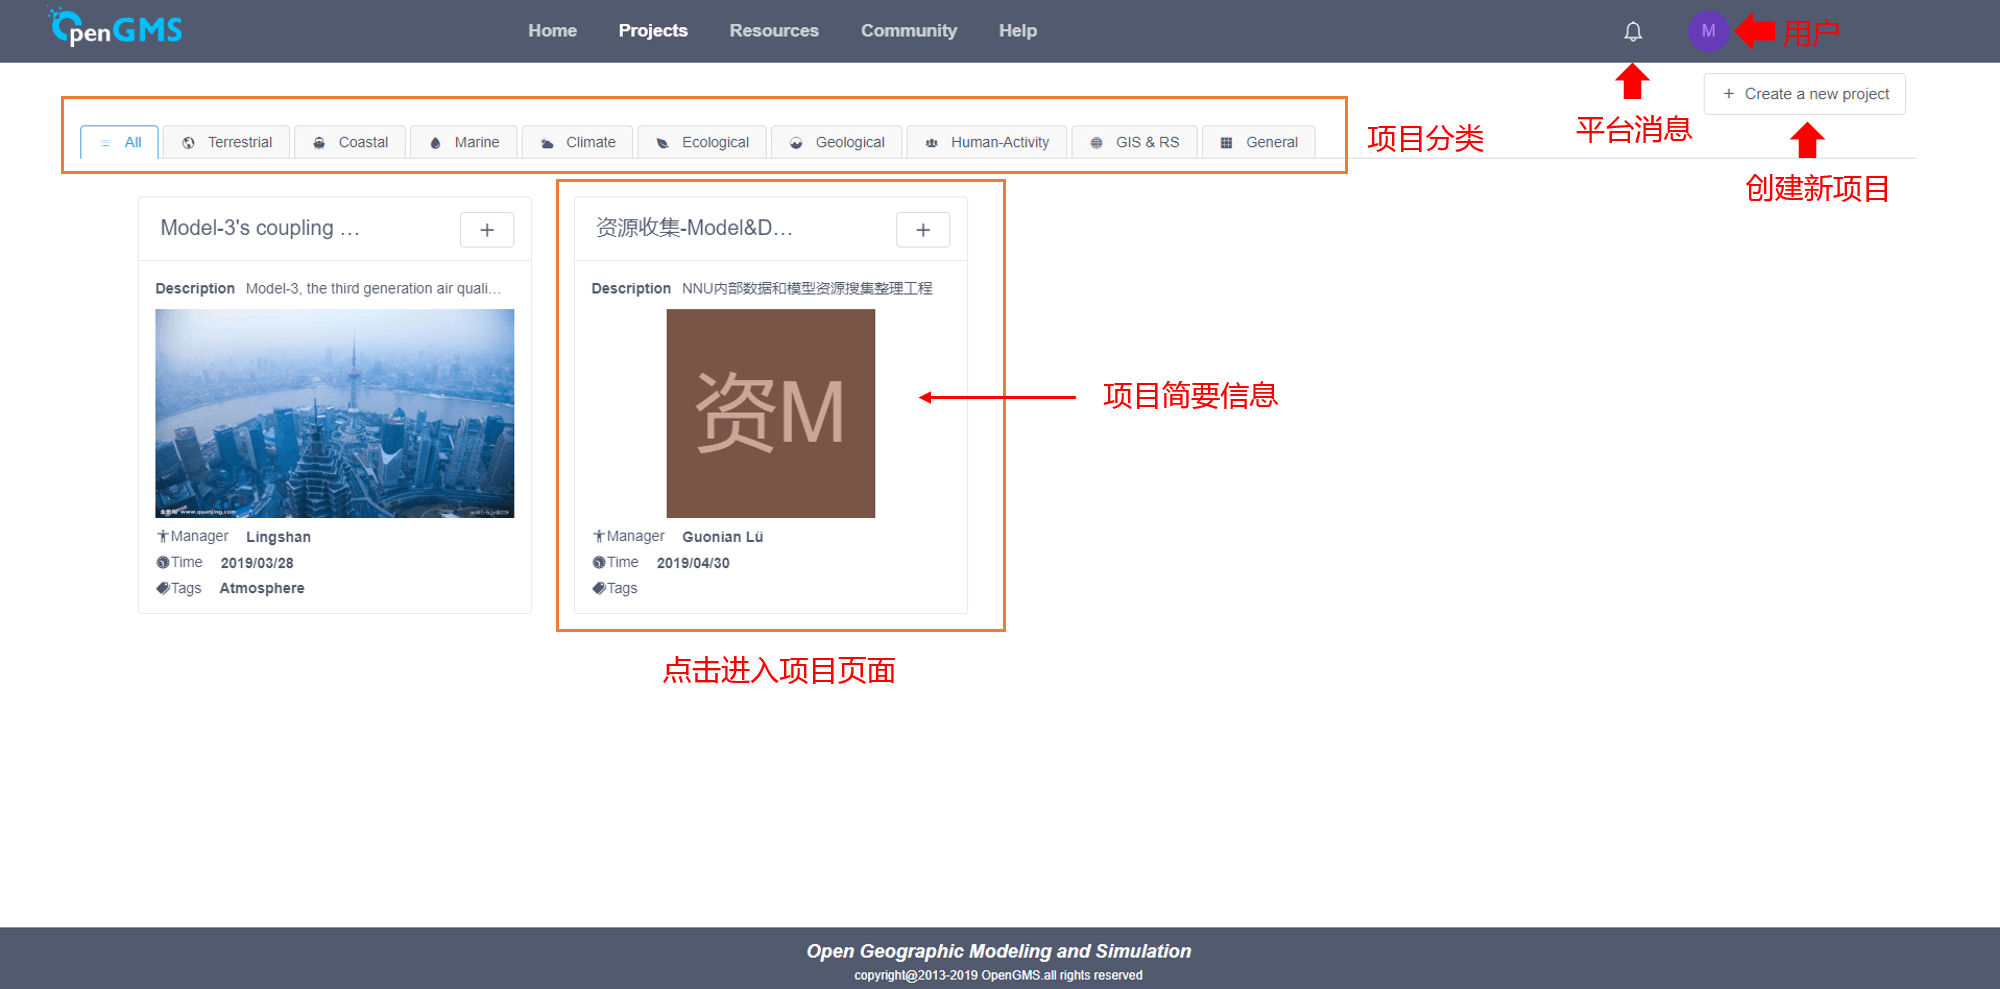 OpenGMS
Home Projects Resources Community Help
M 用户
+ Create a new project
平台消息
创建新项目
All Terrestrial Coastal Marine Climate Ecological Geological Human-Activity GIS & RS General
项目分类
Model-3's coupling …
+
Description Model-3, the third generation air quali…
www.quanjing.com
Manager Lingshan
Time 2019/03/28
Tags Atmosphere
资源收集-Model&D…
+
Description NNU内部数据和模型资源搜集整理工程
资M
Manager Guonian Lü
Time 2019/04/30
Tags
项目简要信息
点击进入项目页面
Open Geographic Modeling and Simulation
copyright@2013-2019 OpenGMS.all rights reserved